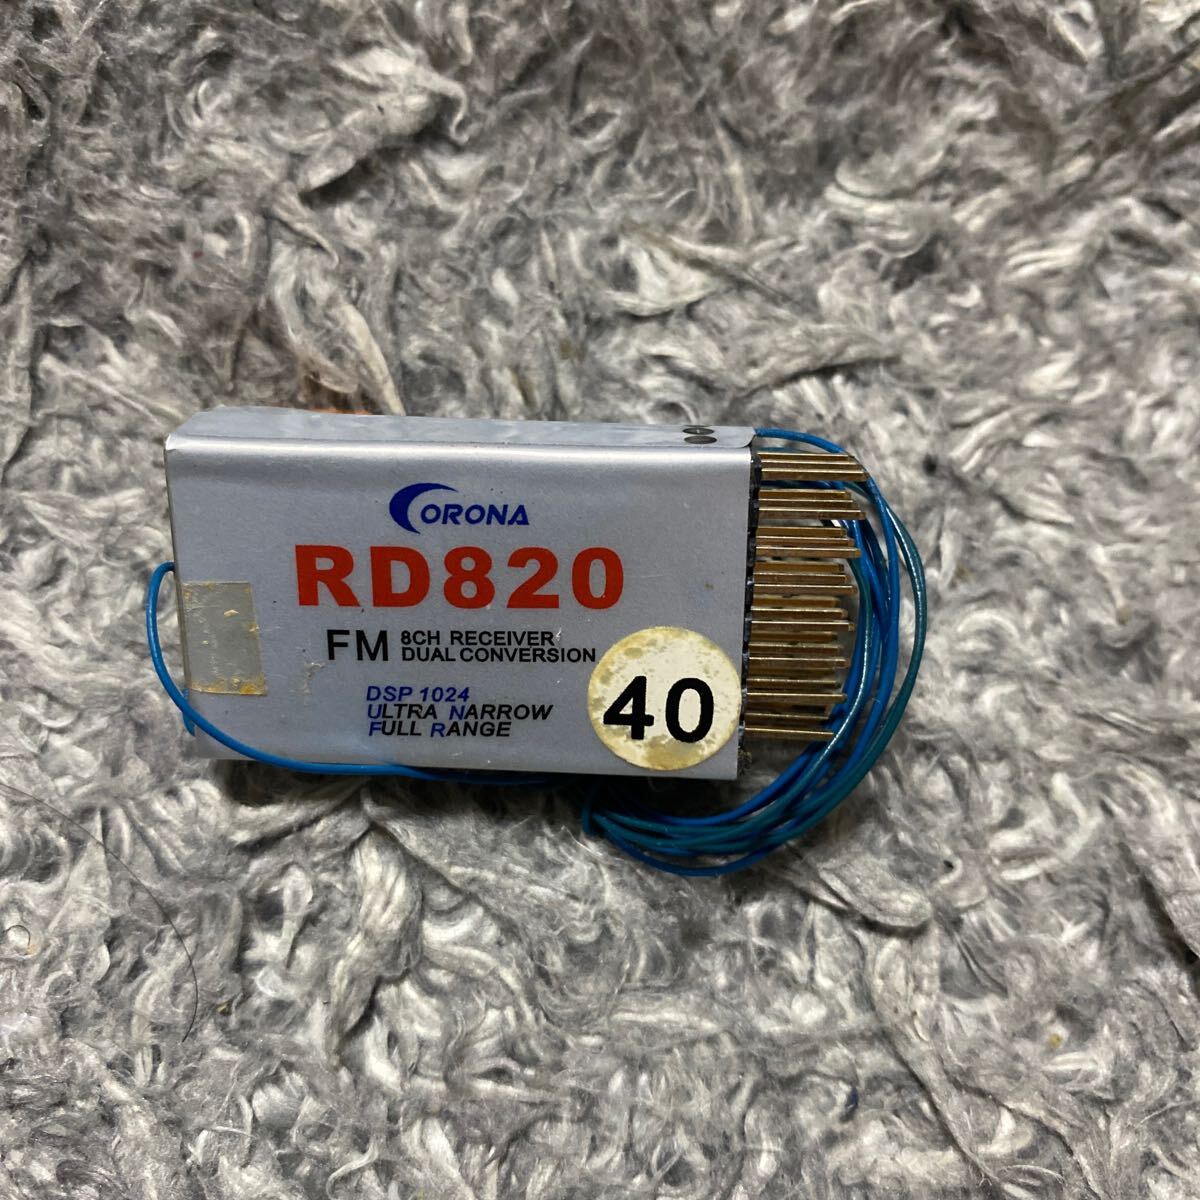 CORONA
RD820
FM 8CH RECEIVER
DUAL CONVERSION
DSP 1024
ULTRA NARROW
FULL RANGE
40